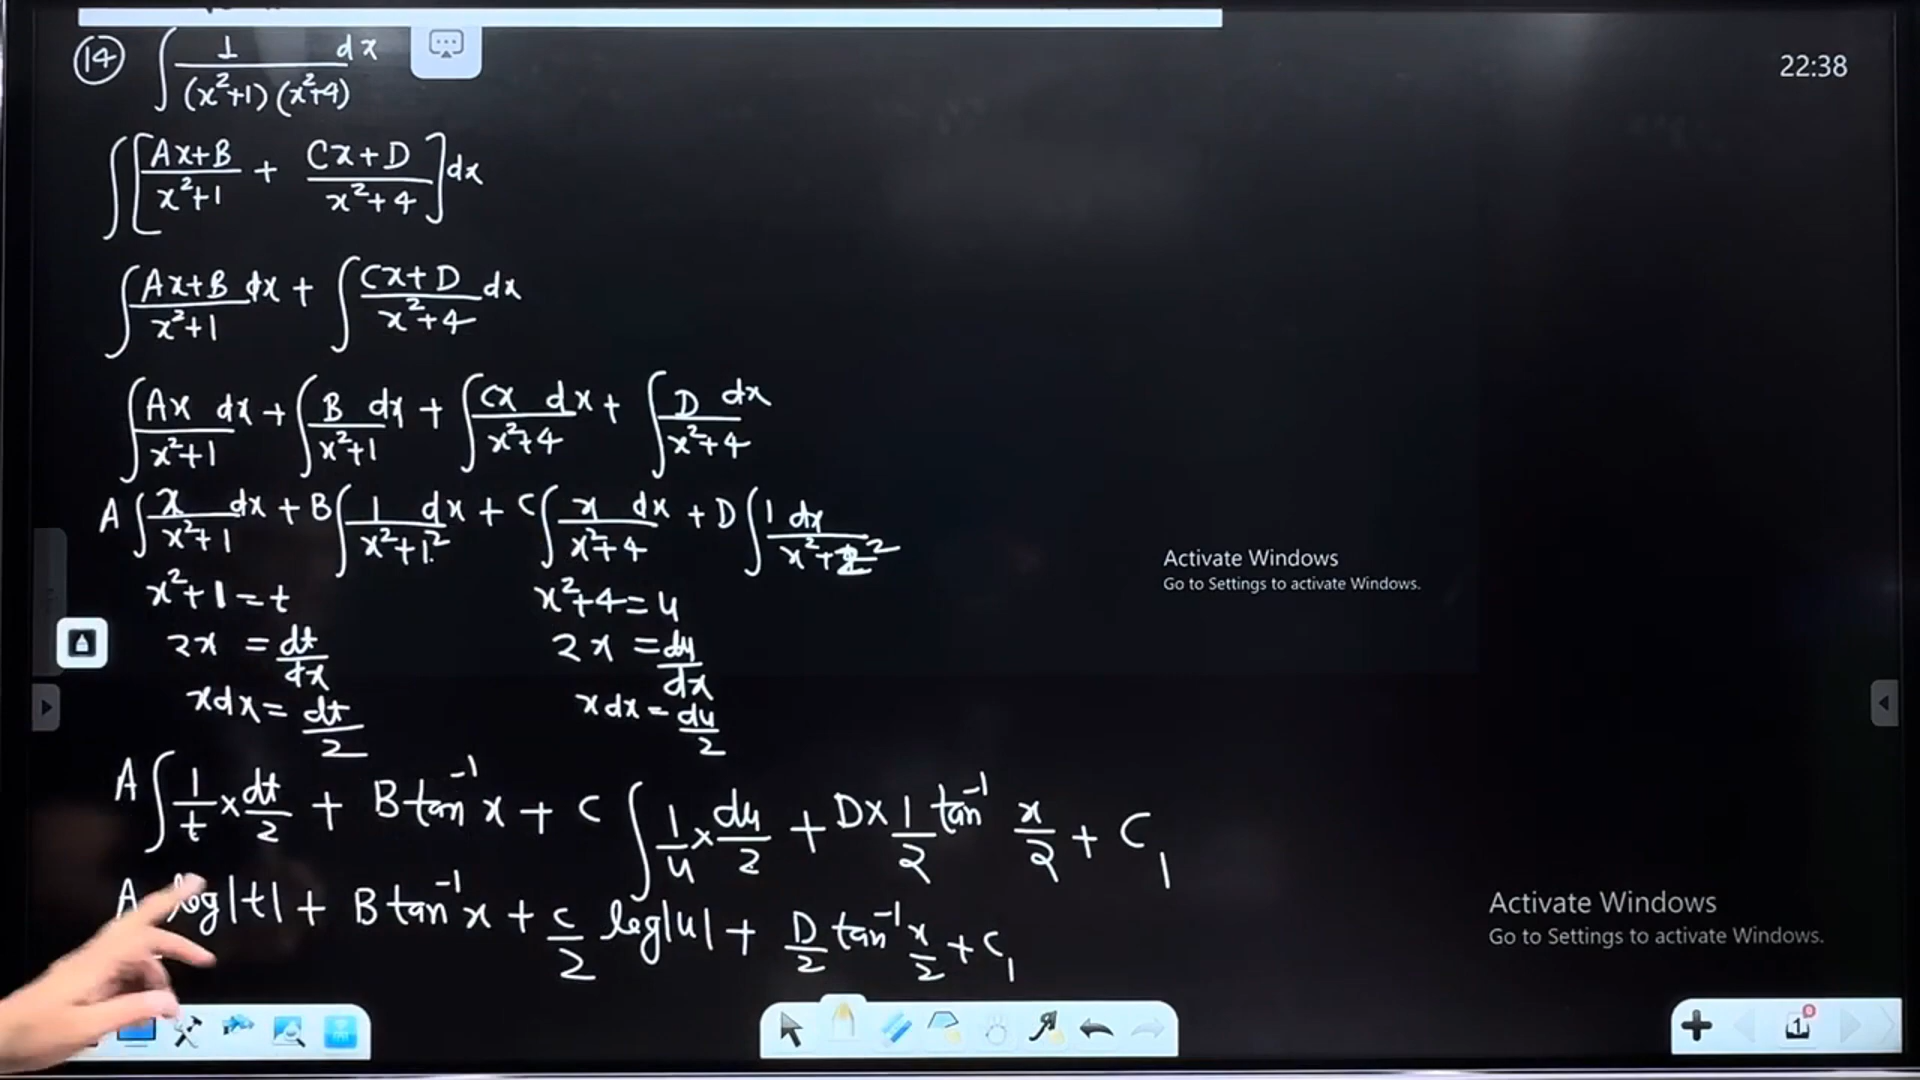 22:38
(14) ∫ 1/((x²+1)(x²+4)) dx
∫[(Ax+B)/(x²+1) + (Cx+D)/(x²+4)]dx
∫(Ax+B)/(x²+1) dx + ∫(Cx+D)/(x²+4) dx
∫Ax/(x²+1) dx + ∫B/(x²+1) dx + ∫Cx/(x²+4) dx + ∫D/(x²+4) dx
A∫x/(x²+1) dx + B∫1/(x²+1²) dx + C∫x/(x²+4) dx + D∫1/(x²+2²) dx
x²+1=t x²+4=u
2x = dt/dx 2x = du/dx
xdx = dt/2 xdx = du/2
A∫1/t × dt/2 + B tan⁻¹x + C∫1/u × du/2 + D× 1/2 tan⁻¹ x/2 + C₁
A log|t| + B tan⁻¹x + C/2 log|u| + D/2 tan⁻¹ x/2 + C₁
Activate Windows
Go to Settings to activate Windows.
Activate Windows
Go to Settings to activate Windows.
1